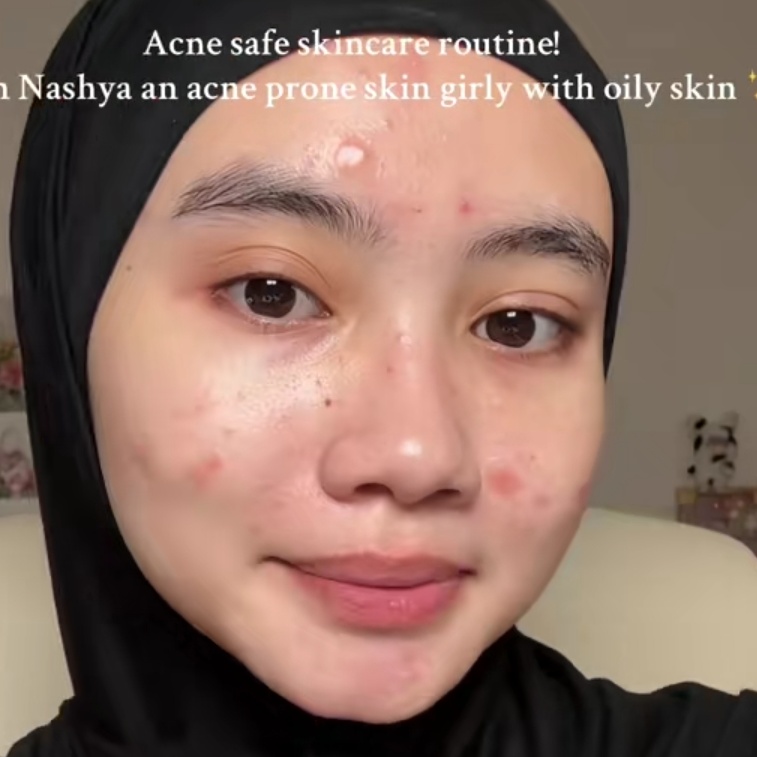 Acne safe skincare routine!
Nashya an acne prone skin girly with oily skin ✨